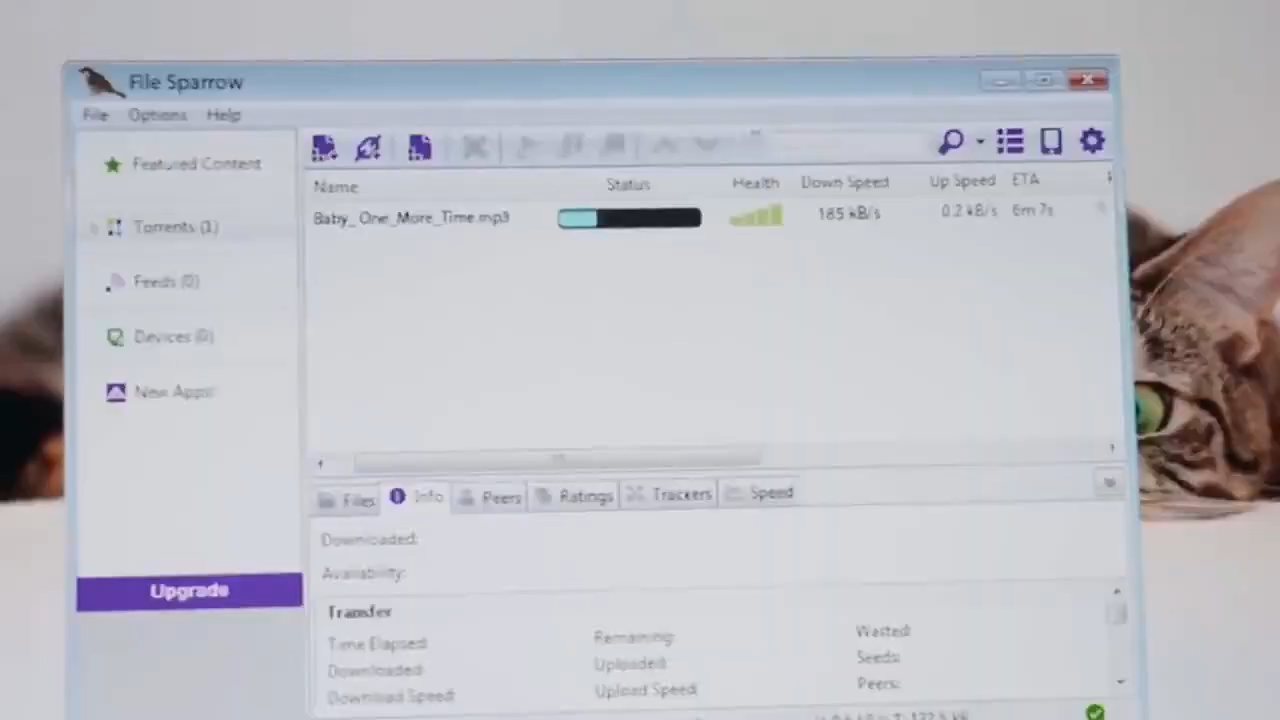 File Sparrow
File Options Help
Featured Content
Torrents (1)
Feeds (0)
Devices (0)
New Apps
Upgrade
Name Status Health Down Speed Up Speed ETA
Baby_ One_More_Time.mp3 185 kB/s 0.2 kB/s 6m 7s
Files Info Peers Ratings Trackers Speed
Downloaded:
Availability:
Transfer
Time Elapsed: Remaining: Wasted:
Downloaded: Uploaded: Seeds:
Download Speed: Upload Speed: Peers: